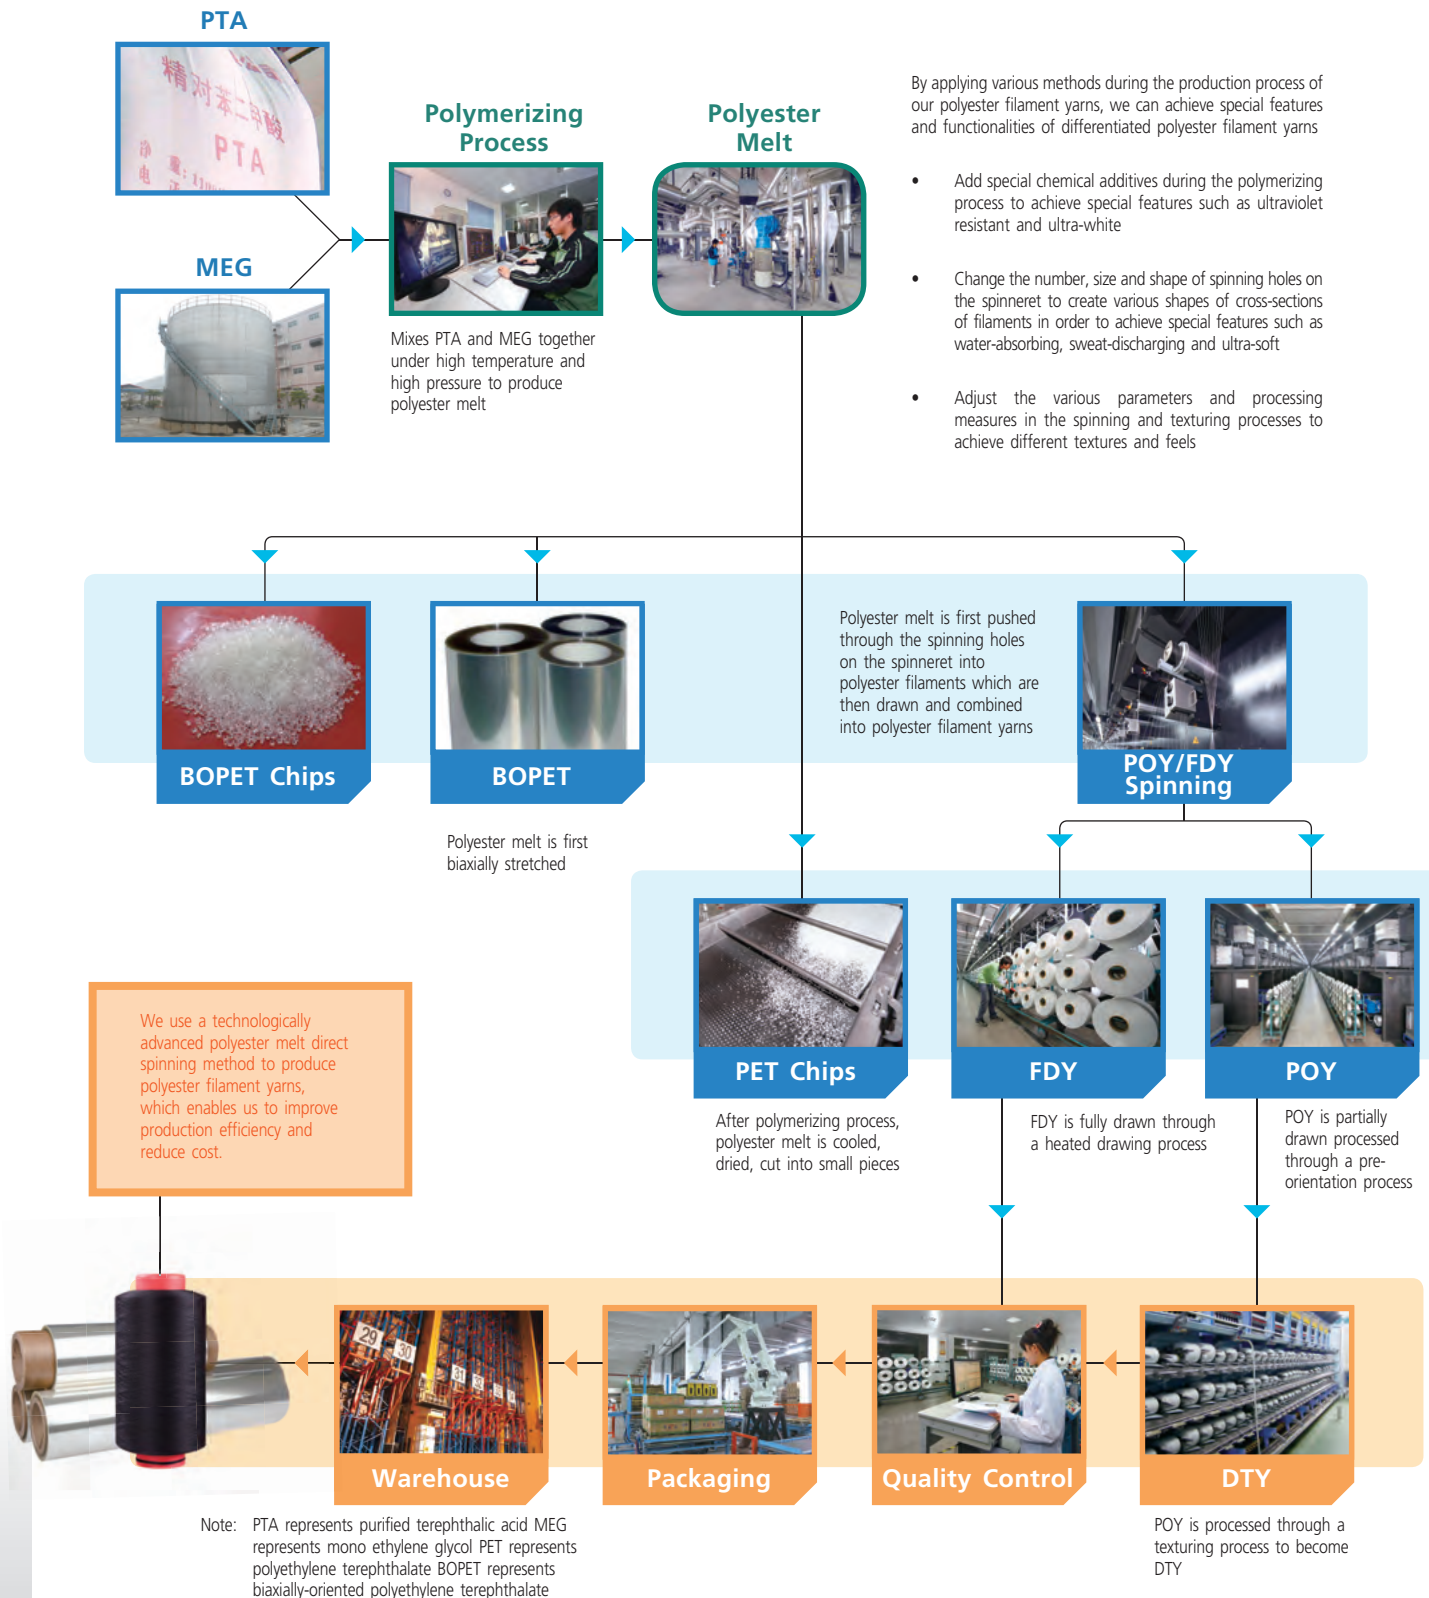 PTA
精对苯二甲酸
PTA
MEG
Polymerizing
Process
Mixes PTA and MEG together
under high temperature and
high pressure to produce
polyester melt
Polyester
Melt
By applying various methods during the production process of
our polyester filament yarns, we can achieve special features
and functionalities of differentiated polyester filament yarns
• Add special chemical additives during the polymerizing
process to achieve special features such as ultraviolet
resistant and ultra-white
• Change the number, size and shape of spinning holes on
the spinneret to create various shapes of cross-sections
of filaments in order to achieve special features such as
water-absorbing, sweat-discharging and ultra-soft
• Adjust the various parameters and processing
measures in the spinning and texturing processes to
achieve different textures and feels
BOPET Chips
BOPET
Polyester melt is first
biaxially stretched
Polyester melt is first pushed
through the spinning holes
on the spinneret into
polyester filaments which are
then drawn and combined
into polyester filament yarns
POY/FDY
Spinning
PET Chips
After polymerizing process,
polyester melt is cooled,
dried, cut into small pieces
FDY
FDY is fully drawn through
a heated drawing process
POY
POY is partially
drawn processed
through a pre-
orientation process
We use a technologically
advanced polyester melt direct
spinning method to produce
polyester filament yarns,
which enables us to improve
production efficiency and
reduce cost.
29
30
31
Warehouse
Packaging
Quality Control
DTY
POY is processed through a
texturing process to become
DTY
Note: PTA represents purified terephthalic acid MEG
represents mono ethylene glycol PET represents
polyethylene terephthalate BOPET represents
biaxially-oriented polyethylene terephthalate